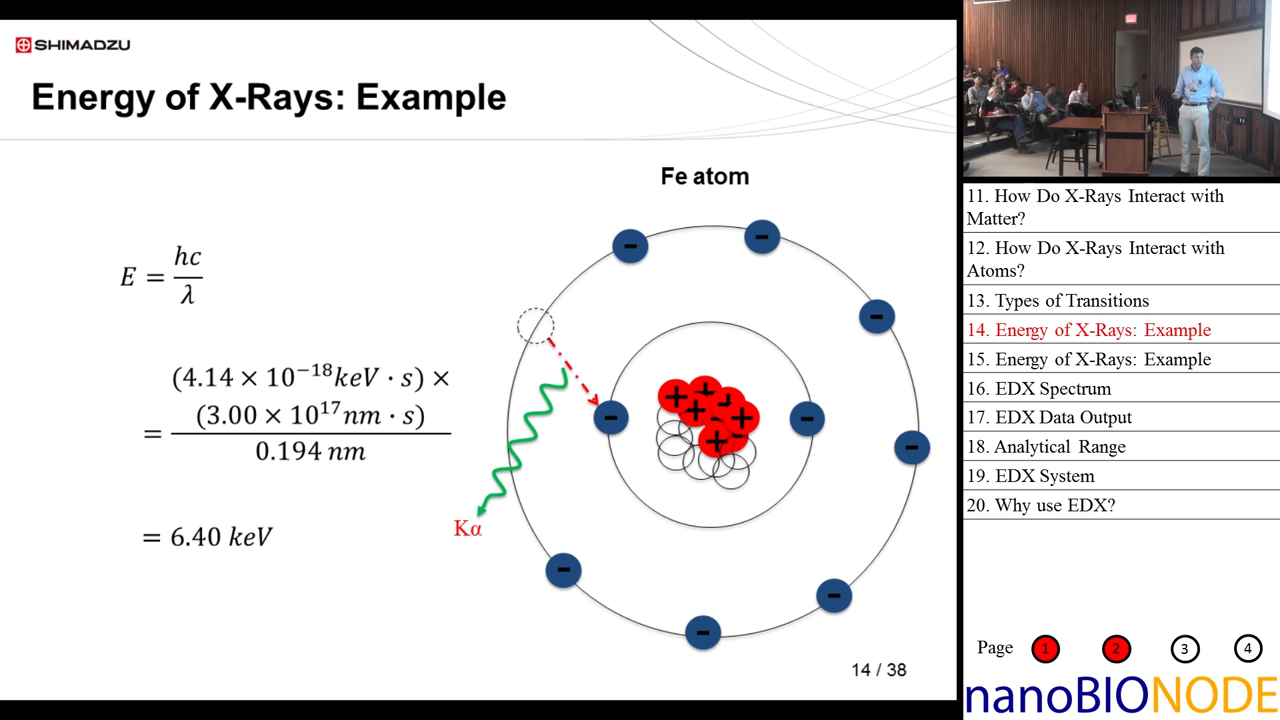 SHIMADZU
Energy of X-Rays: Example
Fe atom
E = hc / λ
= (4.14 × 10⁻¹⁸ keV · s) ×
(3.00 × 10¹⁷ nm · s)
/ 0.194 nm
= 6.40 keV
Kα
14 / 38
11. How Do X-Rays Interact with
Matter?
12. How Do X-Rays Interact with
Atoms?
13. Types of Transitions
14. Energy of X-Rays: Example
15. Energy of X-Rays: Example
16. EDX Spectrum
17. EDX Data Output
18. Analytical Range
19. EDX System
20. Why use EDX?
Page 1 2 3 4
nanoBIONODE